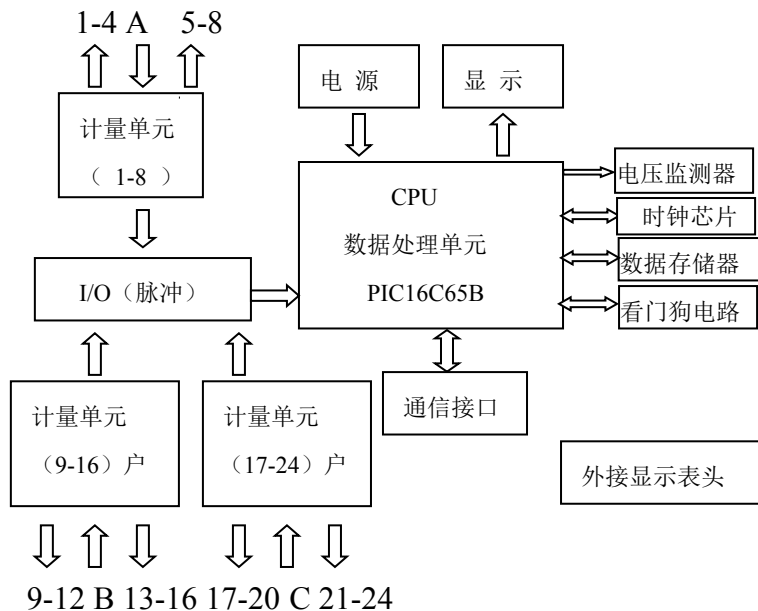 1-4 A 5-8
电 源
显 示
计量单元
（ 1-8 ）
CPU
数据处理单元
PIC16C65B
电压监测器
时钟芯片
数据存储器
看门狗电路
I/O（脉冲）
计量单元
（9-16）户
计量单元
（17-24）户
通信接口
外接显示表头
9-12 B 13-16 17-20 C 21-24